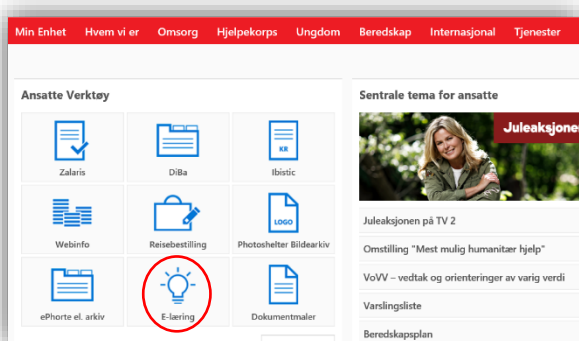 Min Enhet Hvem vi er Omsorg Hjelpekorps Ungdom Beredskap Internasjonal Tjenester
Ansatte Verktøy
Zalaris DiBa KR Ibistic
Webinfo Reisebestilling LOGO Photoshelter Bildearkiv
ePhorte el. arkiv E-læring Dokumentmaler
Sentrale tema for ansatte
Juleaksjonen
Juleaksjonen på TV 2
Omstilling "Mest mulig humanitær hjelp"
VoVV – vedtak og orienteringer av varig verdi
Varslingsliste
Beredskapsplan